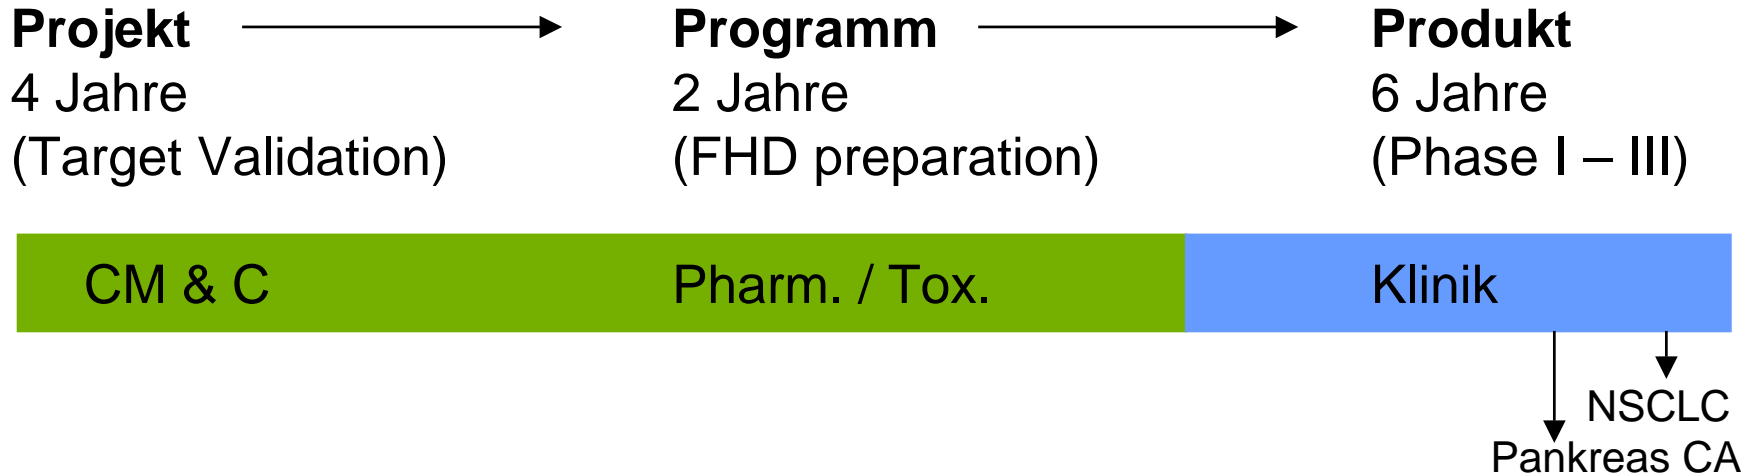 Projekt
4 Jahre
(Target Validation)
Programm
2 Jahre
(FHD preparation)
Produkt
6 Jahre
(Phase I – III)
CM & C
Pharm. / Tox.
Klinik
NSCLC
Pankreas CA